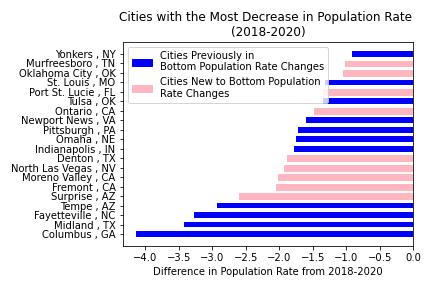 Cities with the Most Decrease in Population Rate
(2018-2020)
Yonkers , NY
Murfreesboro , TN
Oklahoma City , OK
St. Louis , MO
Port St. Lucie , FL
Tulsa , OK
Ontario , CA
Newport News , VA
Pittsburgh , PA
Omaha , NE
Indianapolis , IN
Denton , TX
North Las Vegas , NV
Moreno Valley , CA
Fremont , CA
Surprise , AZ
Tempe , AZ
Fayetteville , NC
Midland , TX
Columbus , GA
Cities Previously in
Bottom Population Rate Changes
Cities New to Bottom Population
Rate Changes
−4.0 −3.5 −3.0 −2.5 −2.0 −1.5 −1.0 −0.5 0.0
Difference in Population Rate from 2018-2020